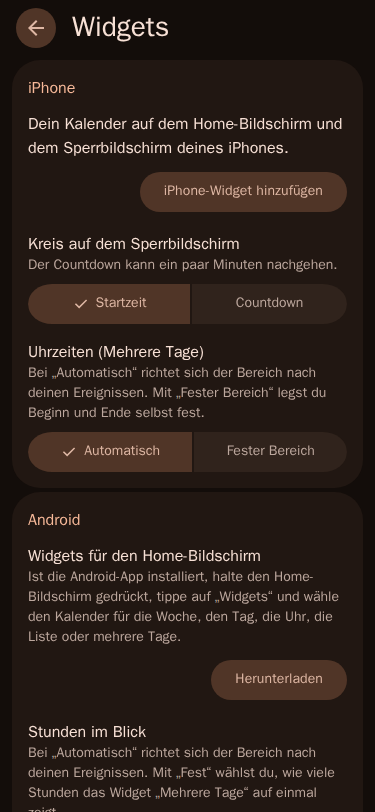 Widgets
iPhone
Dein Kalender auf dem Home-Bildschirm und
dem Sperrbildschirm deines iPhones.
iPhone-Widget hinzufügen
Kreis auf dem Sperrbildschirm
Der Countdown kann ein paar Minuten nachgehen.
Startzeit
Countdown
Uhrzeiten (Mehrere Tage)
Bei „Automatisch“ richtet sich der Bereich nach
deinen Ereignissen. Mit „Fester Bereich“ legst du
Beginn und Ende selbst fest.
Automatisch
Fester Bereich
Android
Widgets für den Home-Bildschirm
Ist die Android-App installiert, halte den Home-
Bildschirm gedrückt, tippe auf „Widgets“ und wähle
den Kalender für die Woche, den Tag, die Uhr, die
Liste oder mehrere Tage.
Herunterladen
Stunden im Blick
Bei „Automatisch“ richtet sich der Bereich nach
deinen Ereignissen. Mit „Fest“ wählst du, wie viele
Stunden das Widget „Mehrere Tage“ auf einmal
zeigt.